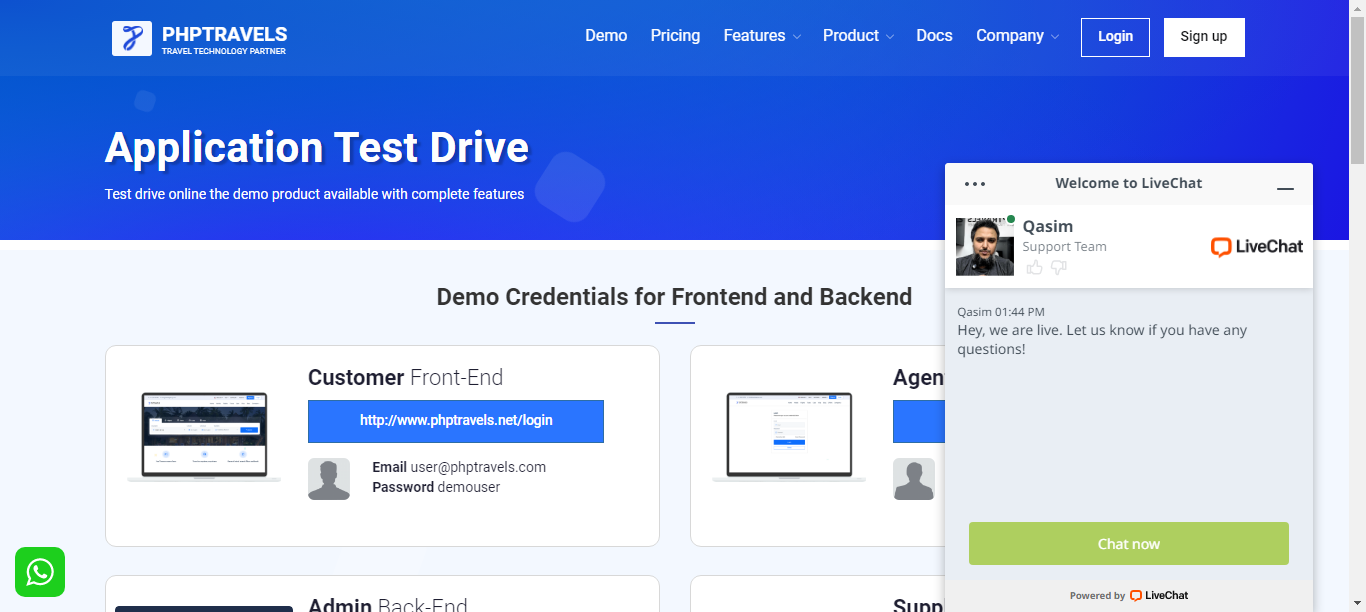 PHPTRAVELS
TRAVEL TECHNOLOGY PARTNER
Demo Pricing Features Product Docs Company Login Sign up
Application Test Drive
Test drive online the demo product available with complete features
Demo Credentials for Frontend and Backend
Customer Front-End
http://www.phptravels.net/login
Email user@phptravels.com
Password demouser
Admin Back-End
Welcome to LiveChat
Qasim
Support Team
LiveChat
Qasim 01:44 PM
Hey, we are live. Let us know if you have any
questions!
Chat now
Powered by LiveChat